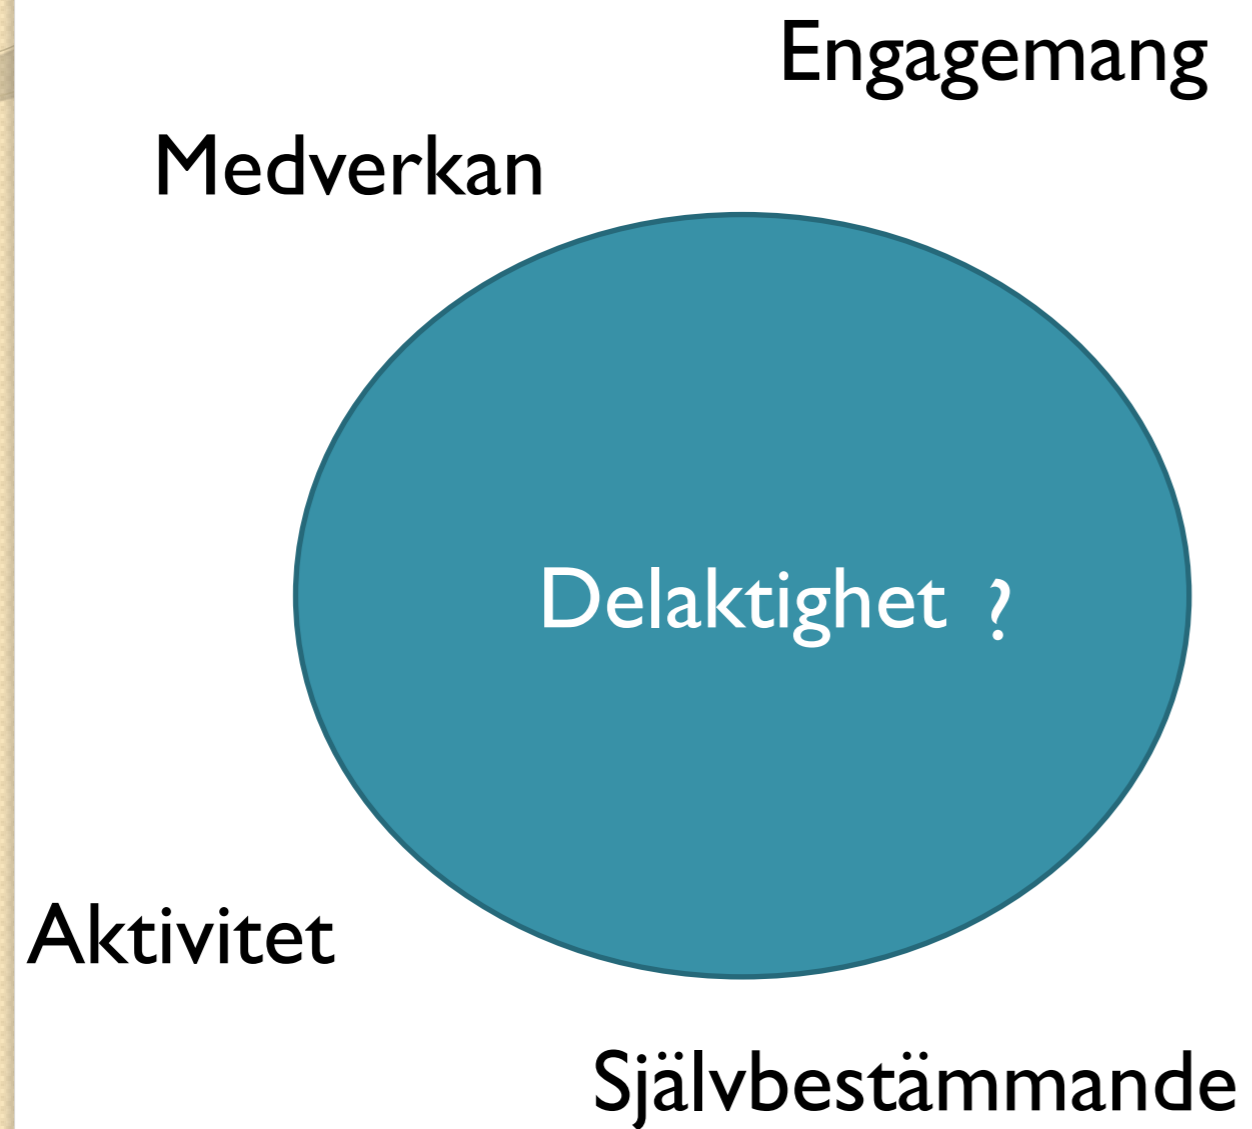 Engagemang
Medverkan
Delaktighet ?
Aktivitet
Självbestämmande